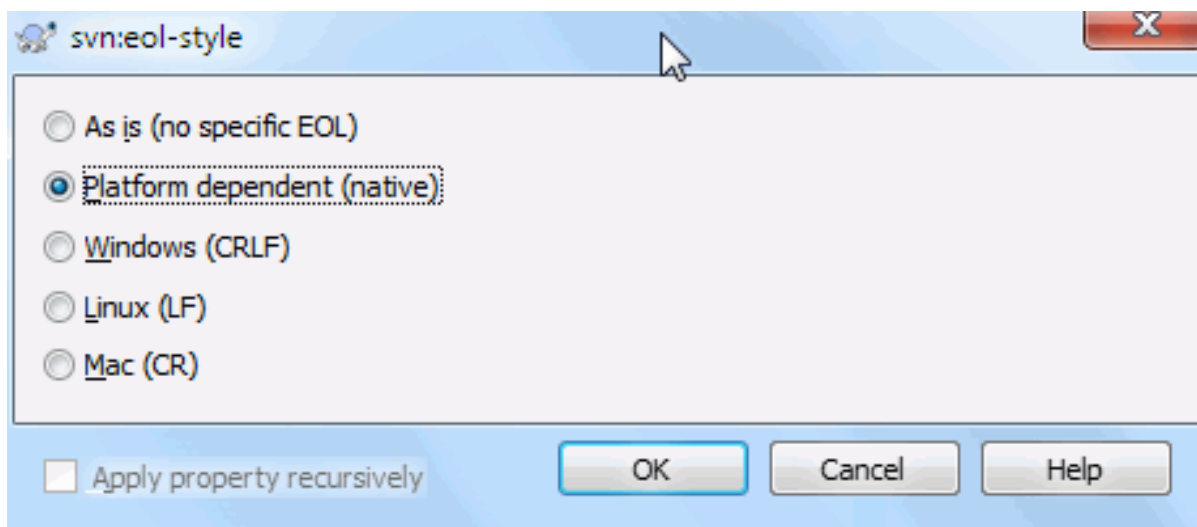 svn:eol-style
As is (no specific EOL)
Platform dependent (native)
Windows (CRLF)
Linux (LF)
Mac (CR)
Apply property recursively
OK
Cancel
Help